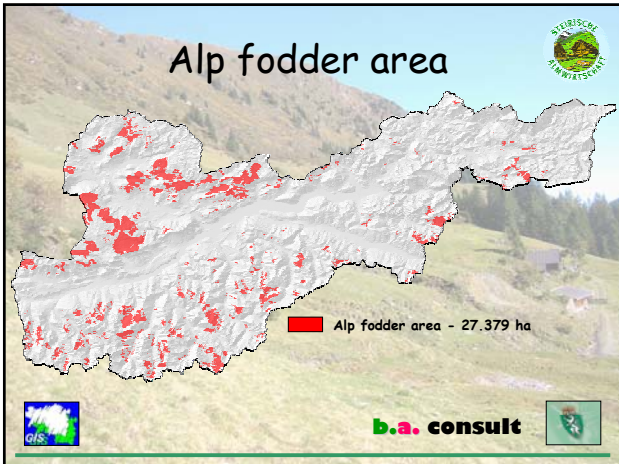 Alp fodder area
STEIRISCHE
ALMWIRTSCHAFT
Alp fodder area - 27.379 ha
GIS
b.a. consult